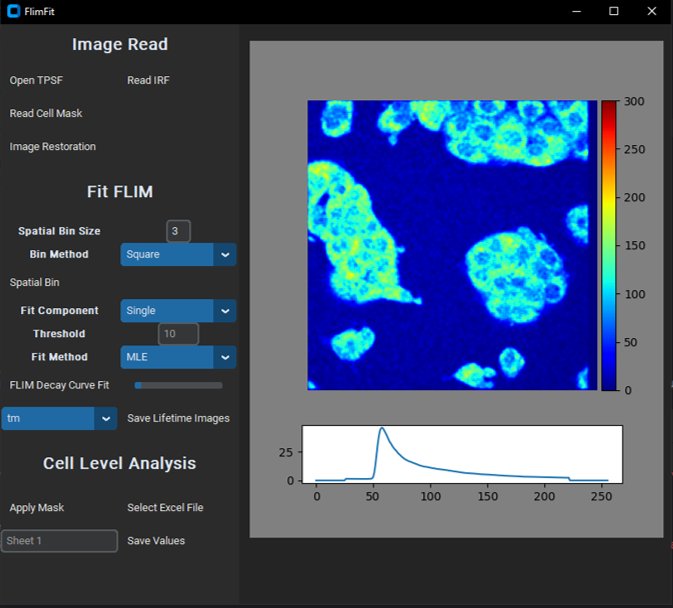 FlimFit
Image Read
Open TPSF Read IRF
Read Cell Mask
Image Restoration
Fit FLIM
Spatial Bin Size 3
Bin Method Square
Spatial Bin
Fit Component Single
Threshold 10
Fit Method MLE
FLIM Decay Curve Fit
tm Save Lifetime Images
Cell Level Analysis
Apply Mask Select Excel File
Sheet 1 Save Values
300
250
200
150
100
50
0
25
0
0 50 100 150 200 250